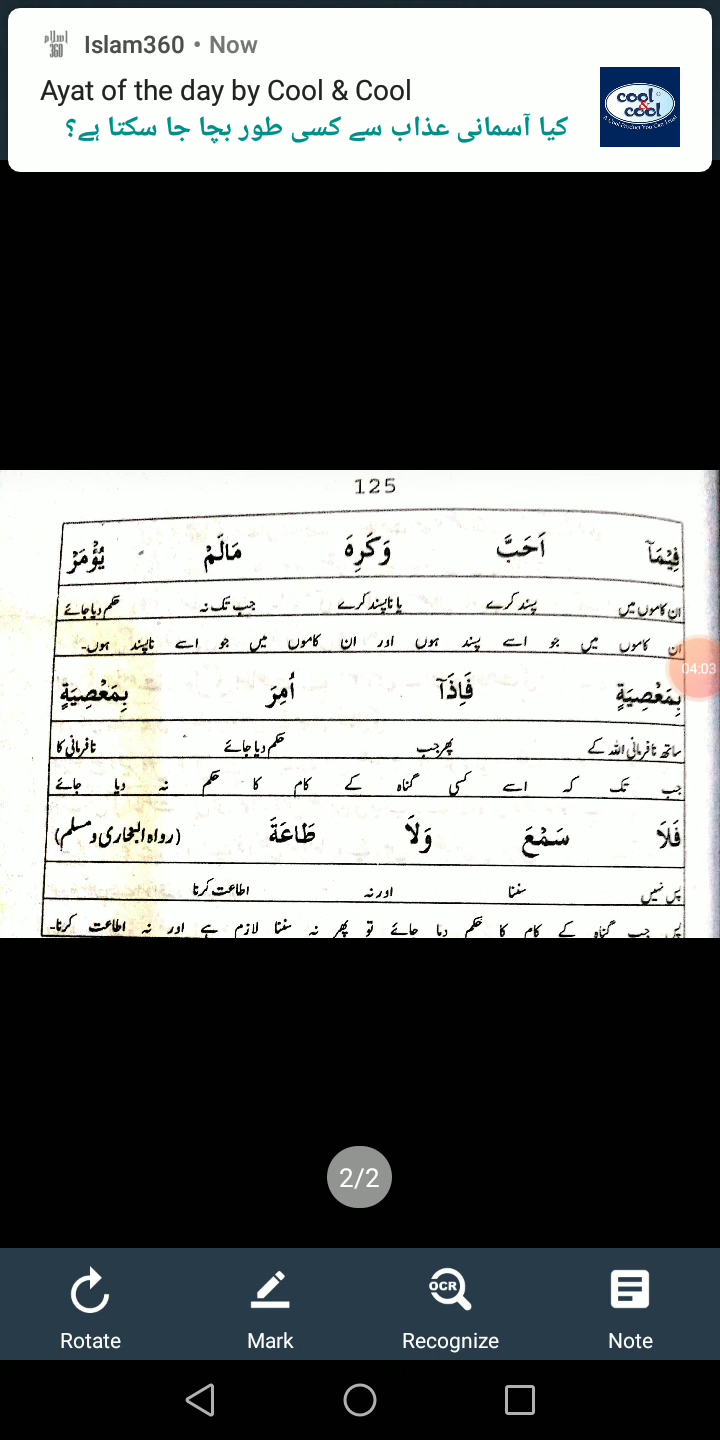 Islam360 • Now
Ayat of the day by Cool & Cool
کیا آسمانی عذاب سے کسی طور بچا جا سکتا ہے؟
cool & cool
125
فِيْمَآ اَحَبَّ وَكَرِهَ مَالَمْ يُؤْمَرْ
ان کاموں میں پسند کرے یا ناپسند کرے جب تک نہ حکم دیا جائے
ان کاموں میں جو اسے پسند ہوں اور ان کاموں میں جو اسے ناپسند ہوں۔
04:03
بِمَعْصِيَةٍ فَاِذَآ اُمِرَ بِمَعْصِيَةٍ
ساتھ نافرمانی اللہ کے پھر جب حکم دیا جائے نافرمانی کا
جب تک کہ اسے کسی گناہ کے کام کا حکم نہ دیا جائے
فَلَا سَمْعَ وَلَا طَاعَةَ (رواہ البخاری و مسلم)
پس نہیں سننا اور نہ اطاعت کرنا
پس جب گناہ کے کام کا حکم دیا جائے تو پھر نہ سننا لازم ہے اور نہ اطاعت کرنا۔
2/2
OCR
Rotate Mark Recognize Note